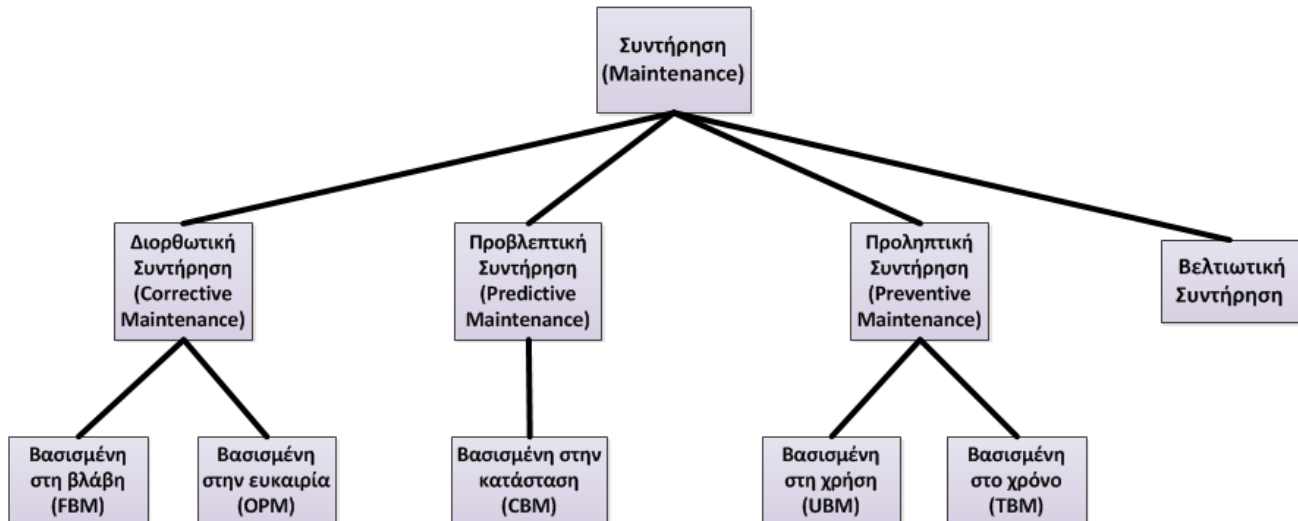 Συντήρηση
(Maintenance)
Διορθωτική
Συντήρηση
(Corrective
Maintenance)
Προβλεπτική
Συντήρηση
(Predictive
Maintenance)
Προληπτική
Συντήρηση
(Preventive
Maintenance)
Βελτιωτική
Συντήρηση
Βασισμένη
στη βλάβη
(FBM)
Βασισμένη
στην ευκαιρία
(OPM)
Βασισμένη στην
κατάσταση
(CBM)
Βασισμένη
στη χρήση
(UBM)
Βασισμένη
στο χρόνο
(TBM)